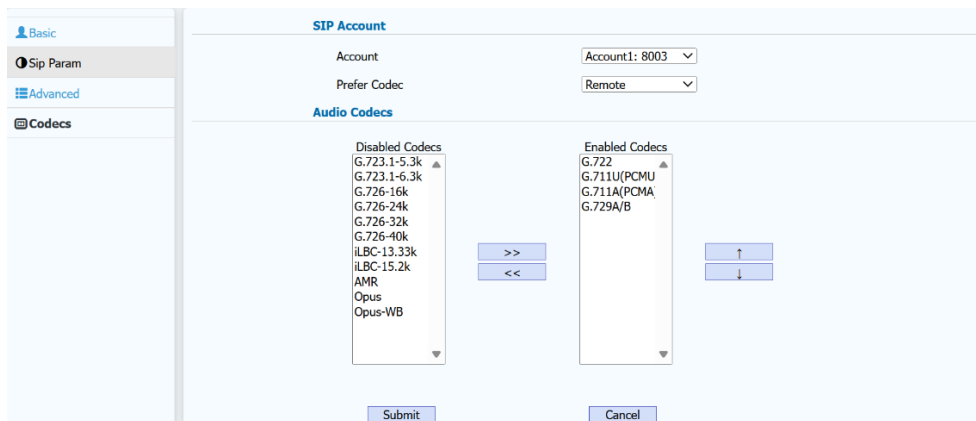 Basic
Sip Param
Advanced
Codecs
SIP Account
Account
Account1: 8003
Prefer Codec
Remote
Audio Codecs
Disabled Codecs
G.723.1-5.3k
G.723.1-6.3k
G.726-16k
G.726-24k
G.726-32k
G.726-40k
iLBC-13.33k
iLBC-15.2k
AMR
Opus
Opus-WB
>>
<<
Enabled Codecs
G.722
G.711U(PCMU
G.711A(PCMA)
G.729A/B
↑
↓
Submit
Cancel